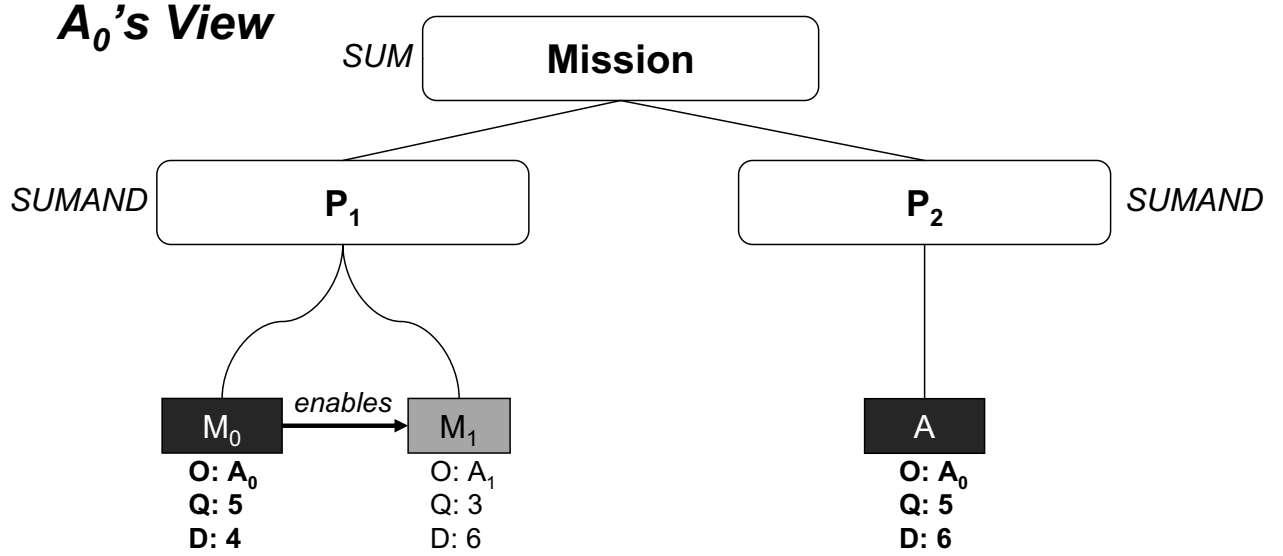 A₀'s View
SUM
Mission
SUMAND
P₁
P₂
SUMAND
enables
M₀
M₁
A
O: A₀
Q: 5
D: 4
O: A₁
Q: 3
D: 6
O: A₀
Q: 5
D: 6